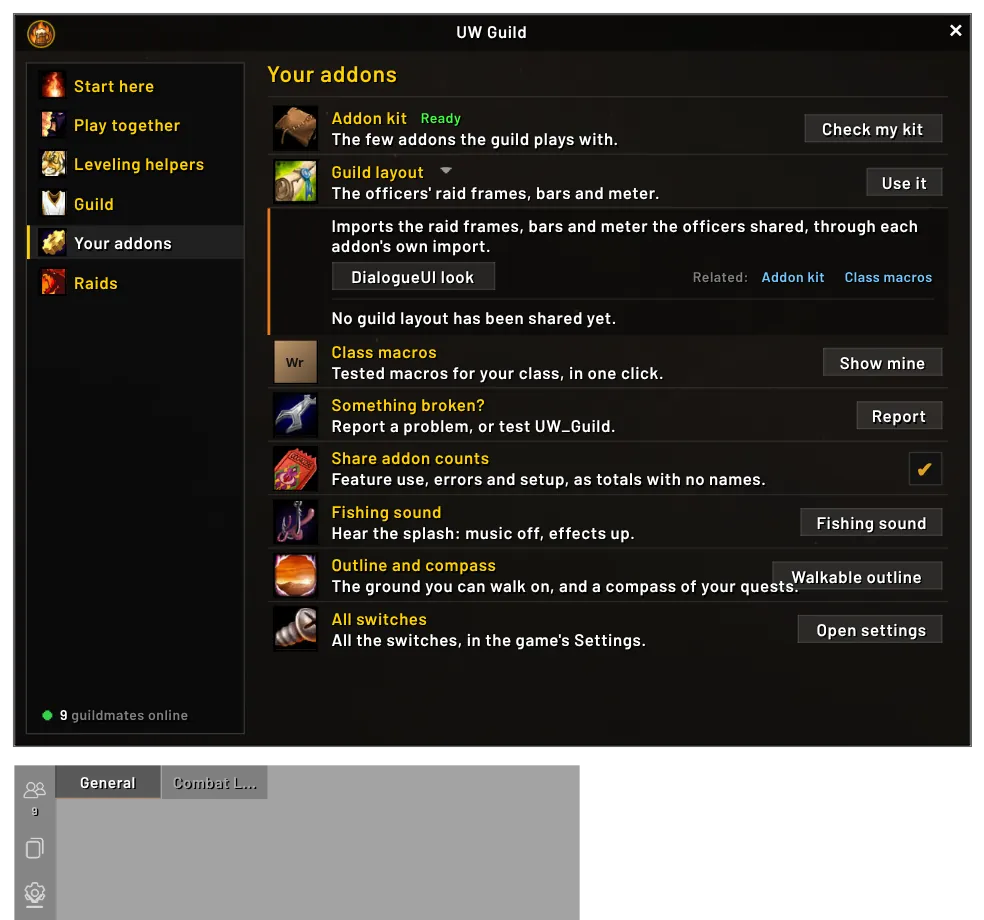 UW Guild
Start here
Play together
Leveling helpers
Guild
Your addons
Raids
9 guildmates online
Your addons
Addon kit Ready
The few addons the guild plays with.
Check my kit
Guild layout
The officers' raid frames, bars and meter.
Use it
Imports the raid frames, bars and meter the officers shared, through each
addon's own import.
DialogueUI look
Related: Addon kit Class macros
No guild layout has been shared yet.
Wr
Class macros
Tested macros for your class, in one click.
Show mine
Something broken?
Report a problem, or test UW_Guild.
Report
Share addon counts
Feature use, errors and setup, as totals with no names.
Fishing sound
Hear the splash: music off, effects up.
Fishing sound
Outline and compass
The ground you can walk on, and a compass of your quests.
Walkable outline
All switches
All the switches, in the game's Settings.
Open settings
General
Combat L...
9